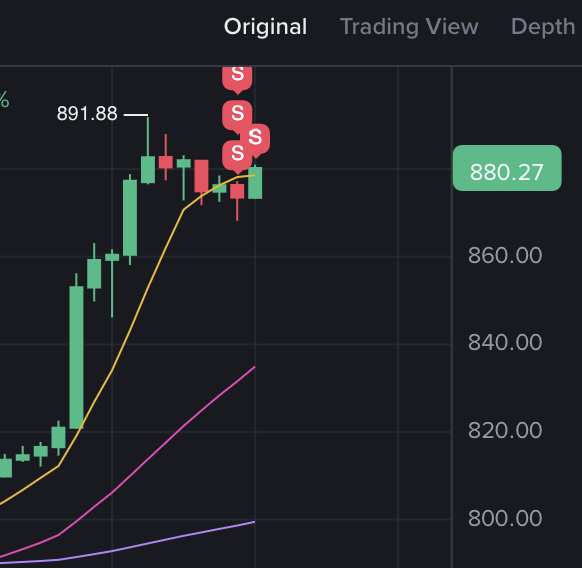 Original Trading View Depth
%
S
891.88
S
S
S
880.27
860.00
840.00
820.00
800.00